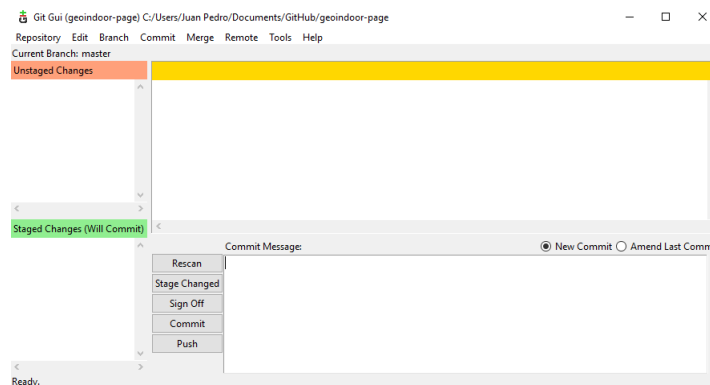 Git Gui (geoindoor-page) C:/Users/Juan Pedro/Documents/GitHub/geoindoor-page
Repository Edit Branch Commit Merge Remote Tools Help
Current Branch: master
Unstaged Changes
Staged Changes (Will Commit)
Commit Message:
New Commit Amend Last Comm
Rescan
Stage Changed
Sign Off
Commit
Push
Ready.